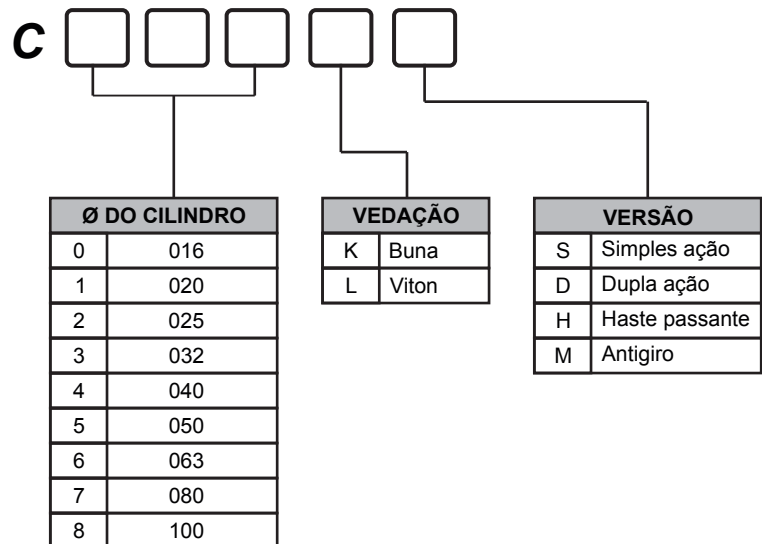 C
Ø DO CILINDRO
0 016
1 020
2 025
3 032
4 040
5 050
6 063
7 080
8 100
VEDAÇÃO
K Buna
L Viton
VERSÃO
S Simples ação
D Dupla ação
H Haste passante
M Antigiro